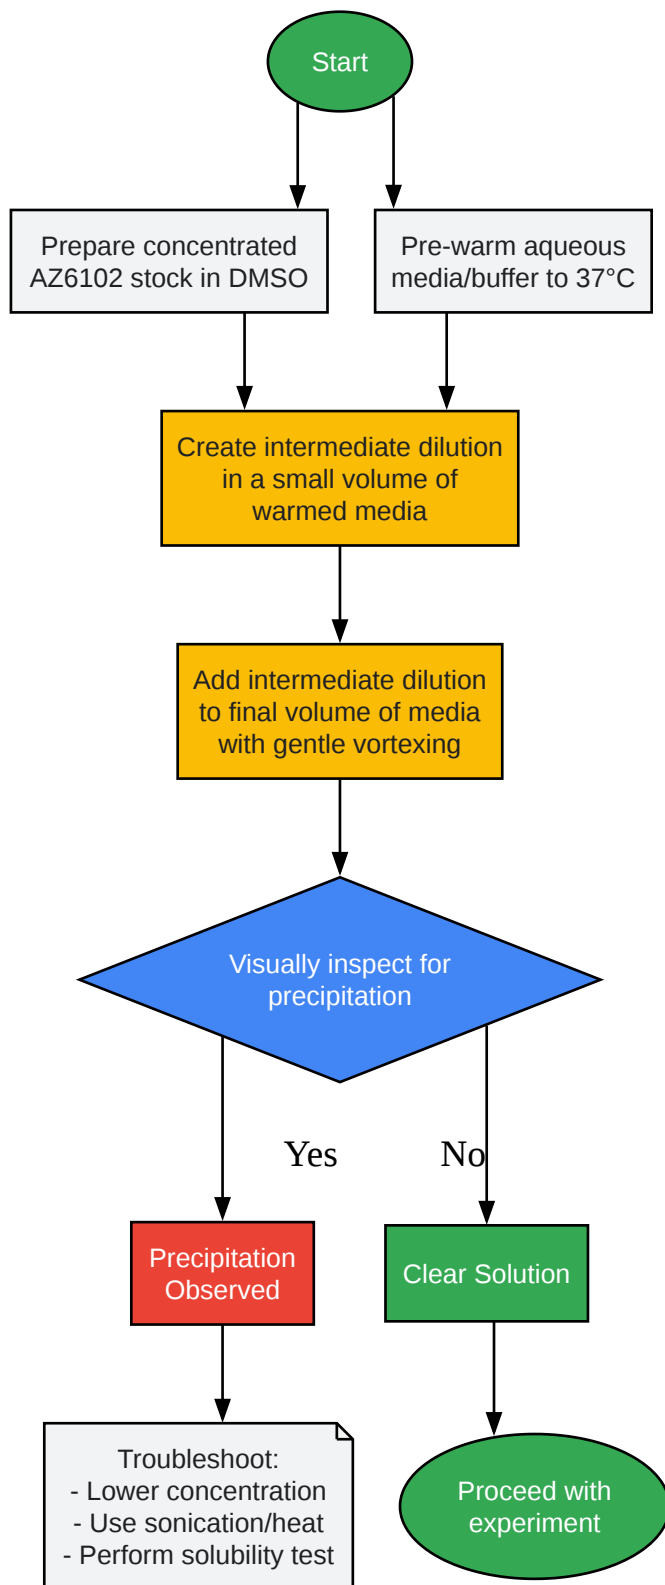 Start
Prepare concentrated
AZ6102 stock in DMSO
Pre-warm aqueous
media/buffer to 37°C
Create intermediate dilution
in a small volume of
warmed media
Add intermediate dilution
to final volume of media
with gentle vortexing
Visually inspect for
precipitation
Yes
No
Precipitation
Observed
Clear Solution
Troubleshoot:
- Lower concentration
- Use sonication/heat
- Perform solubility test
Proceed with
experiment